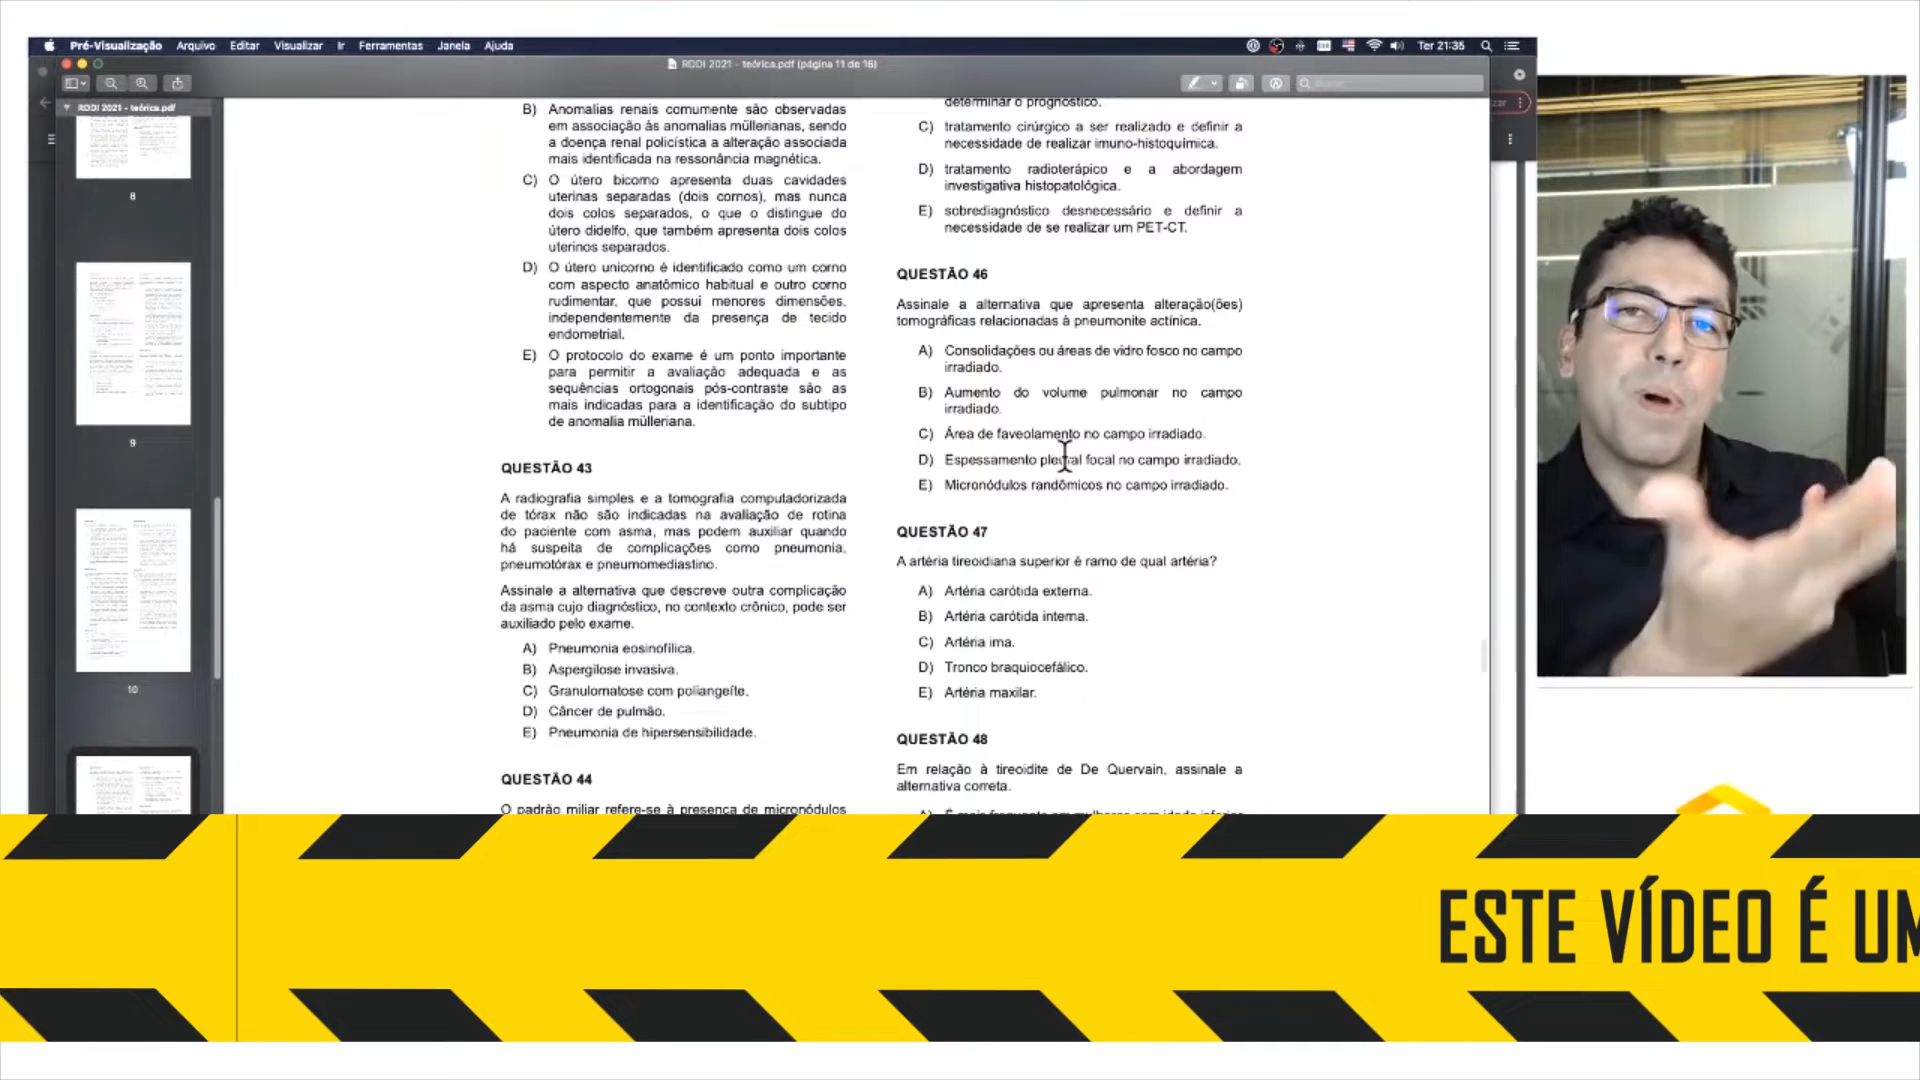 Pré-Visualização Arquivo Editar Visualizar Ir Ferramentas Janela Ajuda
Ter 21:35
RDDI 2021 - teórica.pdf (página 11 de 16)
RDDI 2021 - teórica.pdf
8
9
10
B) Anomalias renais comumente são observadas
em associação às anomalias müllerianas, sendo
a doença renal policística a alteração associada
mais identificada na ressonância magnética.
C) O útero bicorno apresenta duas cavidades
uterinas separadas (dois cornos), mas nunca
dois colos separados, o que o distingue do
útero didelfo, que também apresenta dois colos
uterinos separados.
D) O útero unicorno é identificado como um corno
com aspecto anatômico habitual e outro corno
rudimentar, que possui menores dimensões,
independentemente da presença de tecido
endometrial.
E) O protocolo do exame é um ponto importante
para permitir a avaliação adequada e as
sequências ortogonais pós-contraste são as
mais indicadas para a identificação do subtipo
de anomalia mülleriana.
QUESTÃO 43
A radiografia simples e a tomografia computadorizada
de tórax não são indicadas na avaliação de rotina
do paciente com asma, mas podem auxiliar quando
há suspeita de complicações como pneumonia,
pneumotórax e pneumomediastino.
Assinale a alternativa que descreve outra complicação
da asma cujo diagnóstico, no contexto crônico, pode ser
auxiliado pelo exame.
A) Pneumonia eosinofílica.
B) Aspergilose invasiva.
C) Granulomatose com poliangeíte.
D) Câncer de pulmão.
E) Pneumonia de hipersensibilidade.
QUESTÃO 44
O padrão miliar refere-se à presença de micronódulos
determinar o prognóstico.
C) tratamento cirúrgico a ser realizado e definir a
necessidade de realizar imuno-histoquímica.
D) tratamento radioterápico e a abordagem
investigativa histopatológica.
E) sobrediagnóstico desnecessário e definir a
necessidade de se realizar um PET-CT.
QUESTÃO 46
Assinale a alternativa que apresenta alteração(ões)
tomográficas relacionadas à pneumonite actínica.
A) Consolidações ou áreas de vidro fosco no campo
irradiado.
B) Aumento do volume pulmonar no campo
irradiado.
C) Área de faveolamento no campo irradiado.
D) Espessamento pleural focal no campo irradiado.
E) Micronódulos randômicos no campo irradiado.
QUESTÃO 47
A artéria tireoidiana superior é ramo de qual artéria?
A) Artéria carótida externa.
B) Artéria carótida interna.
C) Artéria ima.
D) Tronco braquiocefálico.
E) Artéria maxilar.
QUESTÃO 48
Em relação à tireoidite de De Quervain, assinale a
alternativa correta.
ESTE VÍDEO É UM